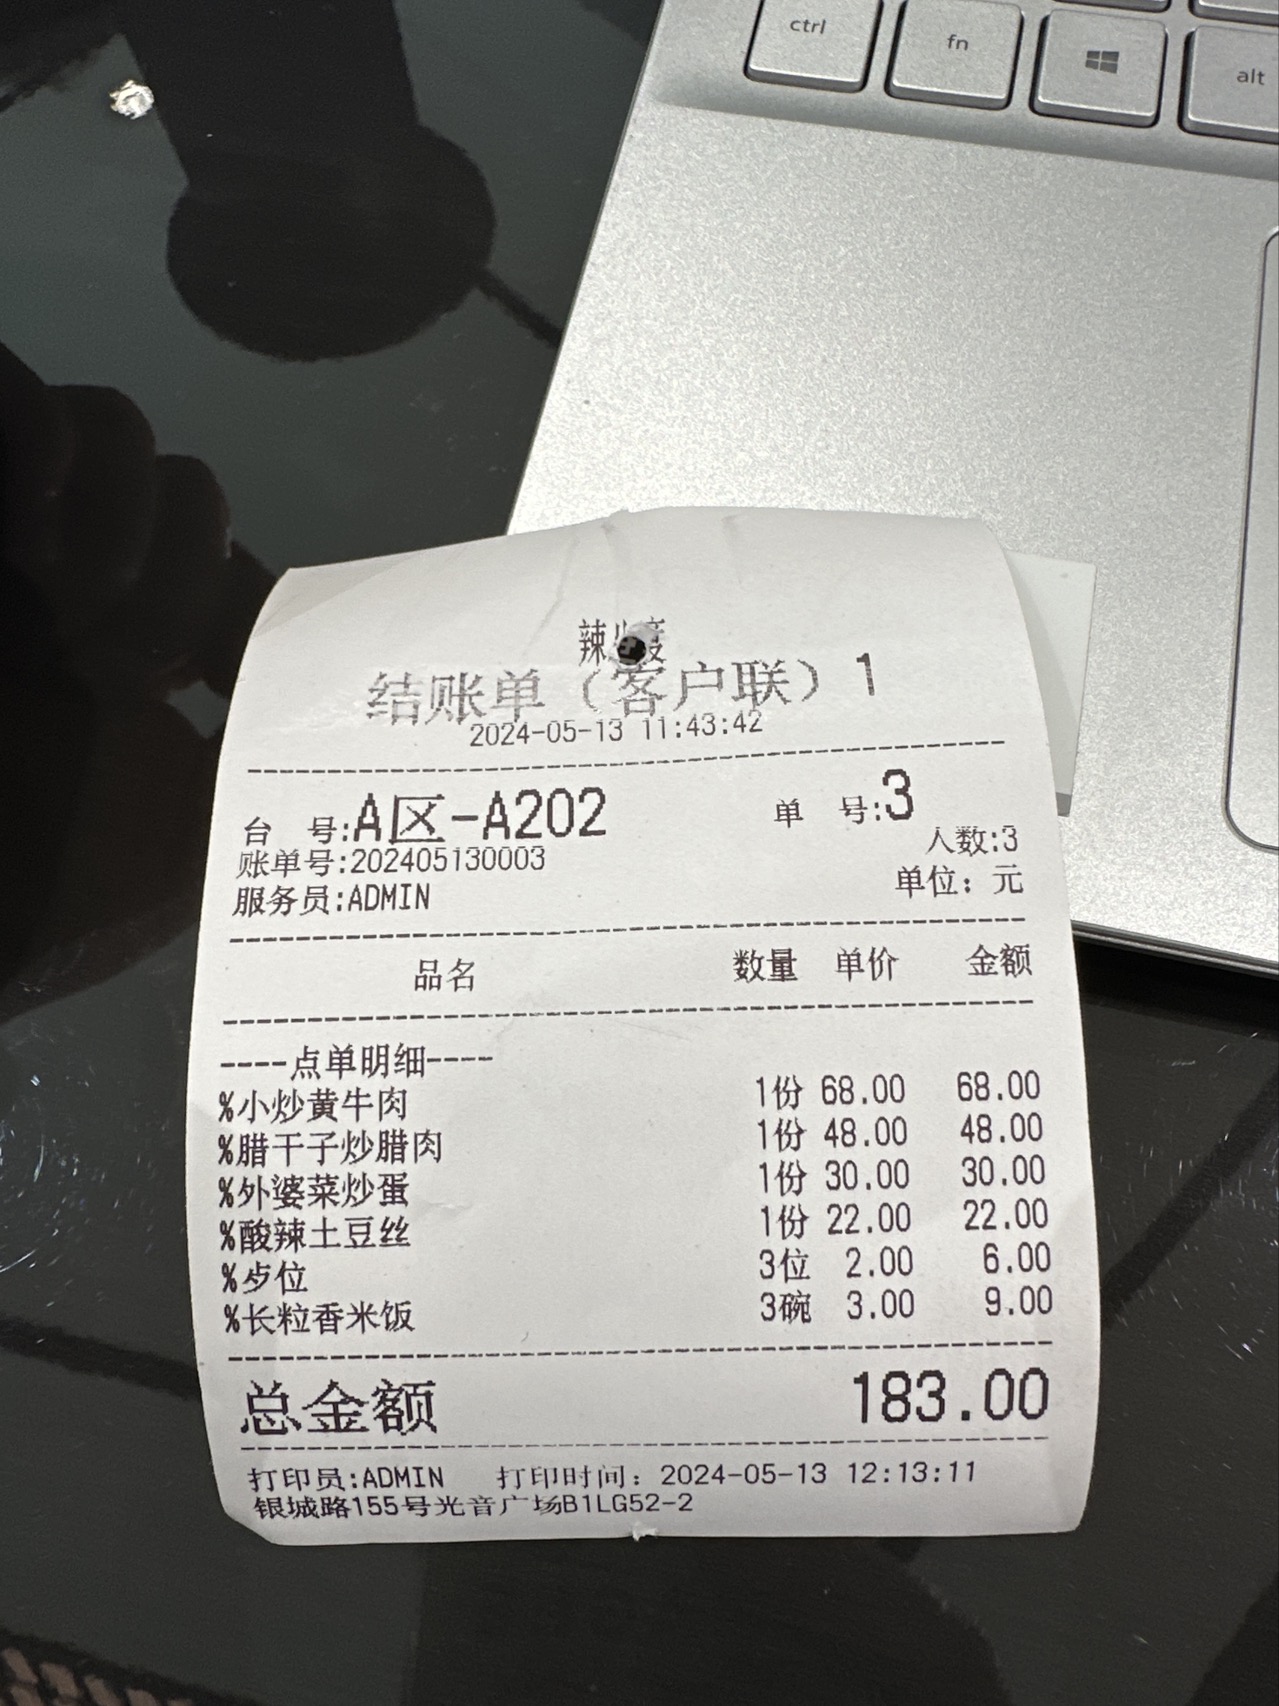 ctrl fn alt
辣 度
结账单（客户联）1
2024-05-13 11:43:42
台 号:A区-A202 单 号:3
账单号:202405130003 人数:3
服务员:ADMIN 单位：元
品名 数量 单价 金额
----点单明细----
%小炒黄牛肉 1份 68.00 68.00
%腊干子炒腊肉 1份 48.00 48.00
%外婆菜炒蛋 1份 30.00 30.00
%酸辣土豆丝 1份 22.00 22.00
%歺位 3位 2.00 6.00
%长粒香米饭 3碗 3.00 9.00
总金额 183.00
打印员:ADMIN 打印时间：2024-05-13 12:13:11
银城路155号光音广场B1LG52-2